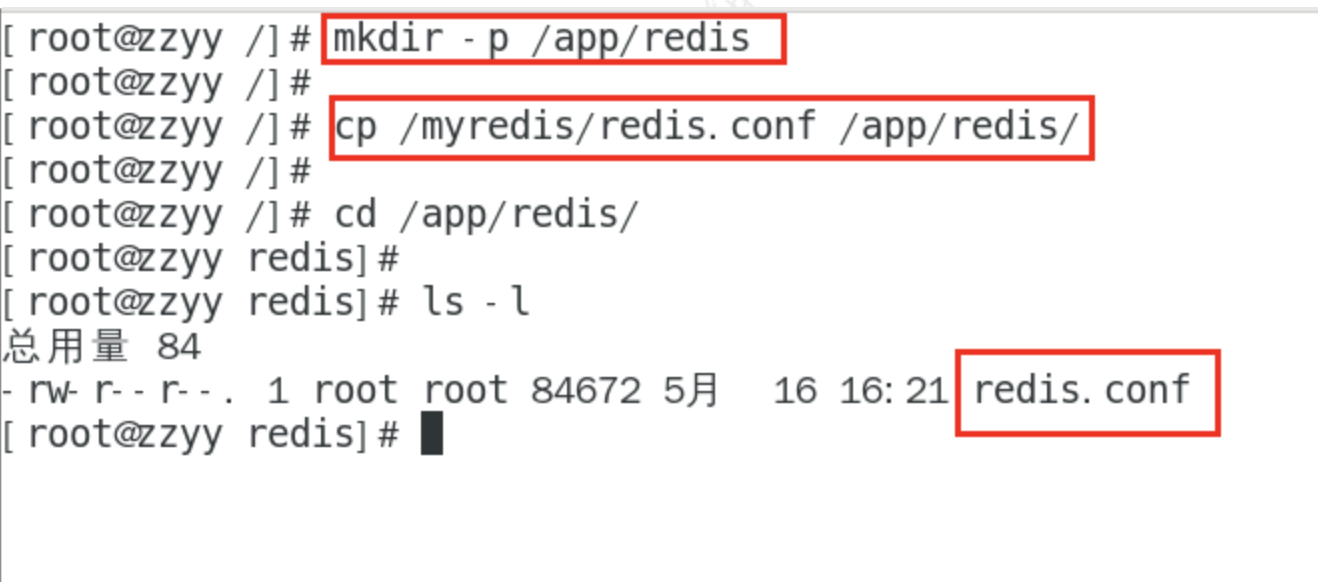 [root@zzyy /]# mkdir -p /app/redis
[root@zzyy /]#
[root@zzyy /]# cp /myredis/redis.conf /app/redis/
[root@zzyy /]#
[root@zzyy /]# cd /app/redis/
[root@zzyy redis]#
[root@zzyy redis]# ls -l
总用量 84
-rw-r--r--. 1 root root 84672 5月 16 16:21 redis.conf
[root@zzyy redis]#